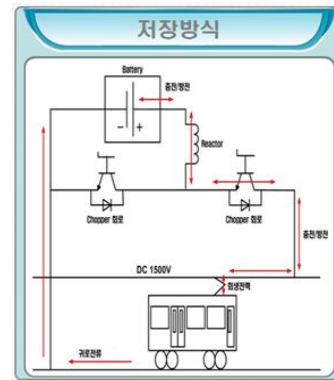 저장방식
Battery
충전/방전
- +
Reactor
Chopper 회로
Chopper 회로
충전/방전
DC 1500V
회생전력
귀로전류